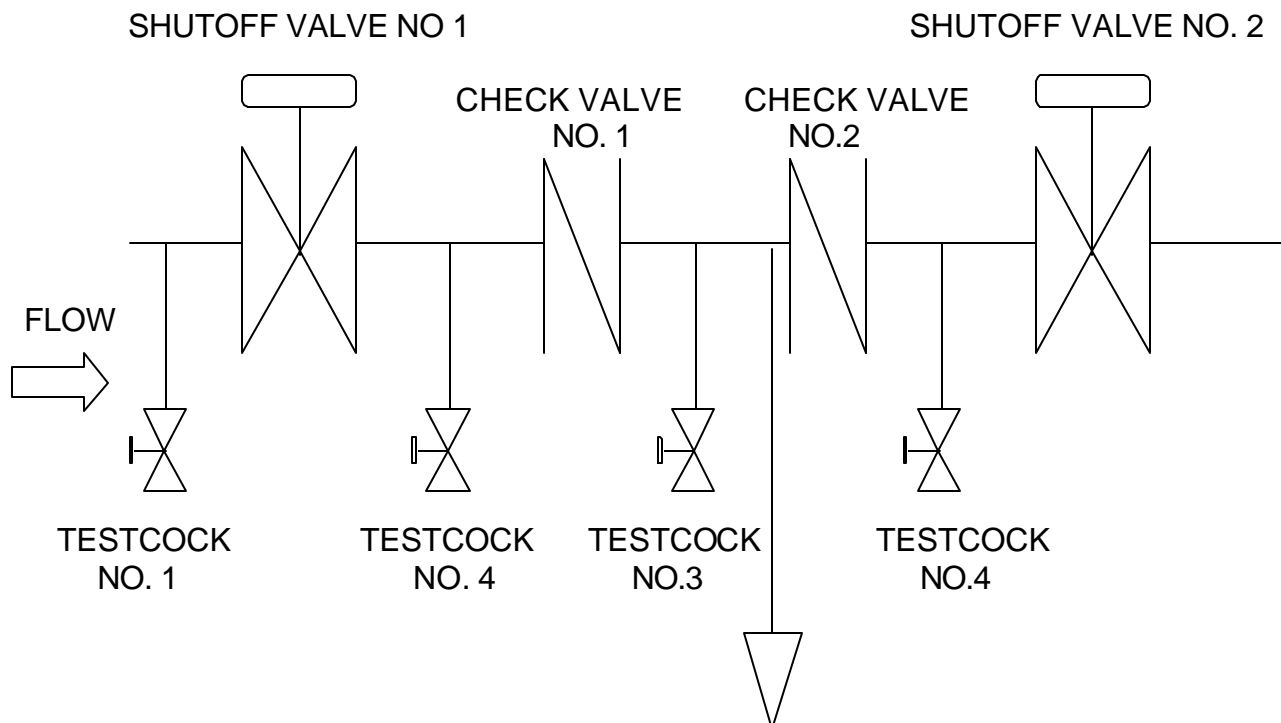 SHUTOFF VALVE NO 1
SHUTOFF VALVE NO. 2
CHECK VALVE
NO. 1
CHECK VALVE
NO.2
FLOW
TESTCOCK
NO. 1
TESTCOCK
NO. 4
TESTCOCK
NO.3
TESTCOCK
NO.4